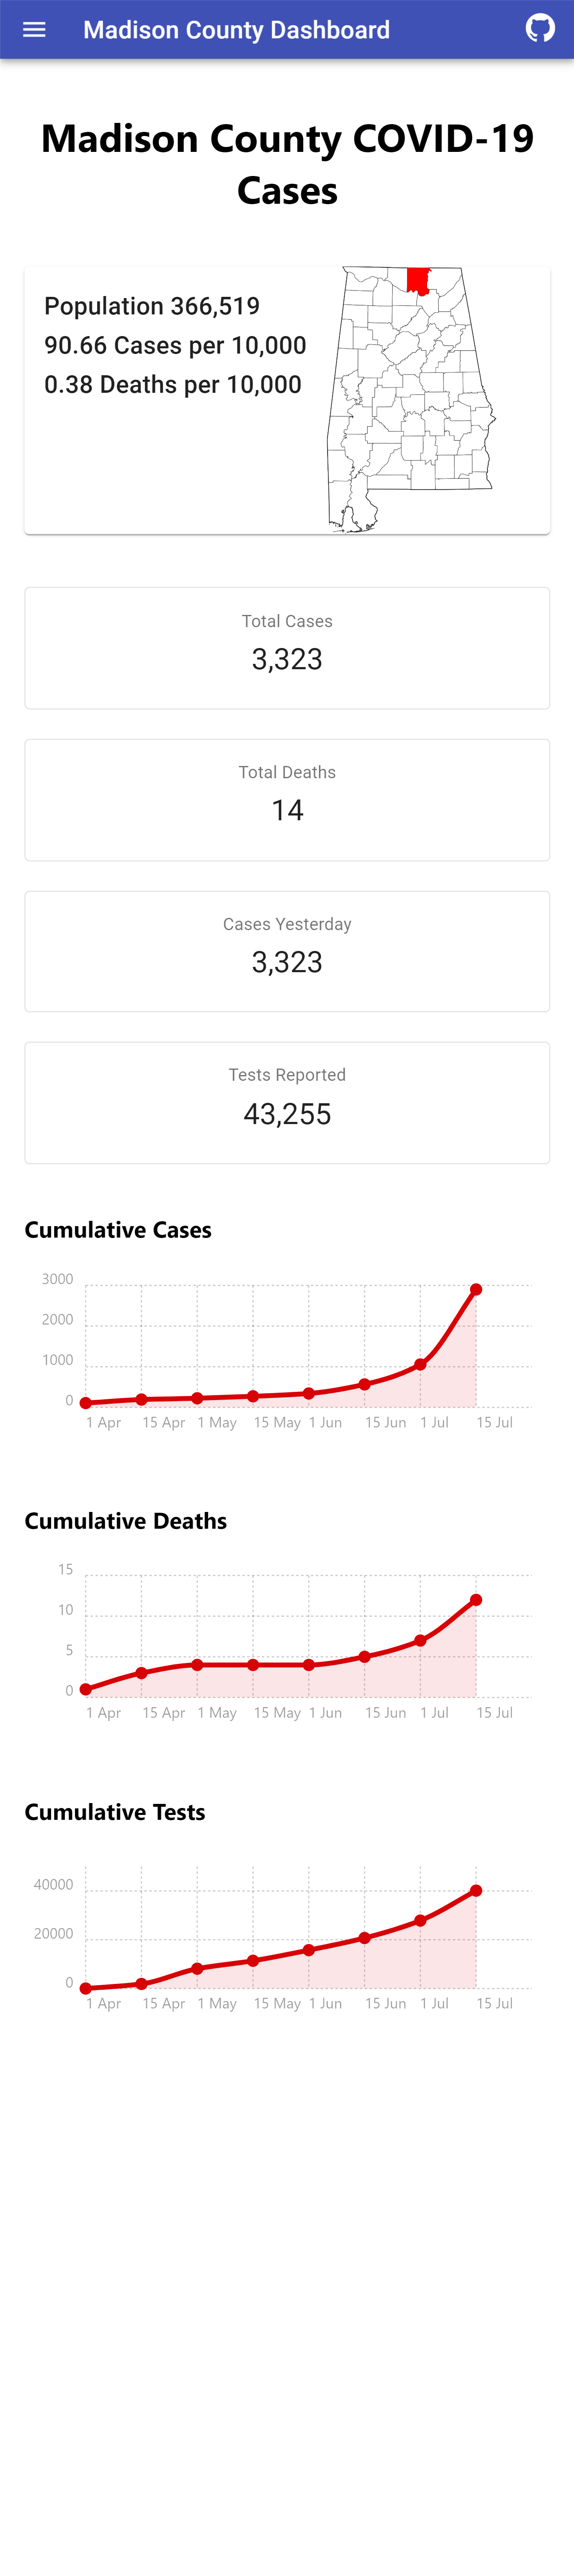 Madison County Dashboard
Madison County COVID-19
Cases
Population 366,519
90.66 Cases per 10,000
0.38 Deaths per 10,000
Total Cases
3,323
Total Deaths
14
Cases Yesterday
3,323
Tests Reported
43,255
Cumulative Cases
3000
2000
1000
0
1 Apr 15 Apr 1 May 15 May 1 Jun 15 Jun 1 Jul 15 Jul
Cumulative Deaths
15
10
5
0
1 Apr 15 Apr 1 May 15 May 1 Jun 15 Jun 1 Jul 15 Jul
Cumulative Tests
40000
20000
0
1 Apr 15 Apr 1 May 15 May 1 Jun 15 Jun 1 Jul 15 Jul